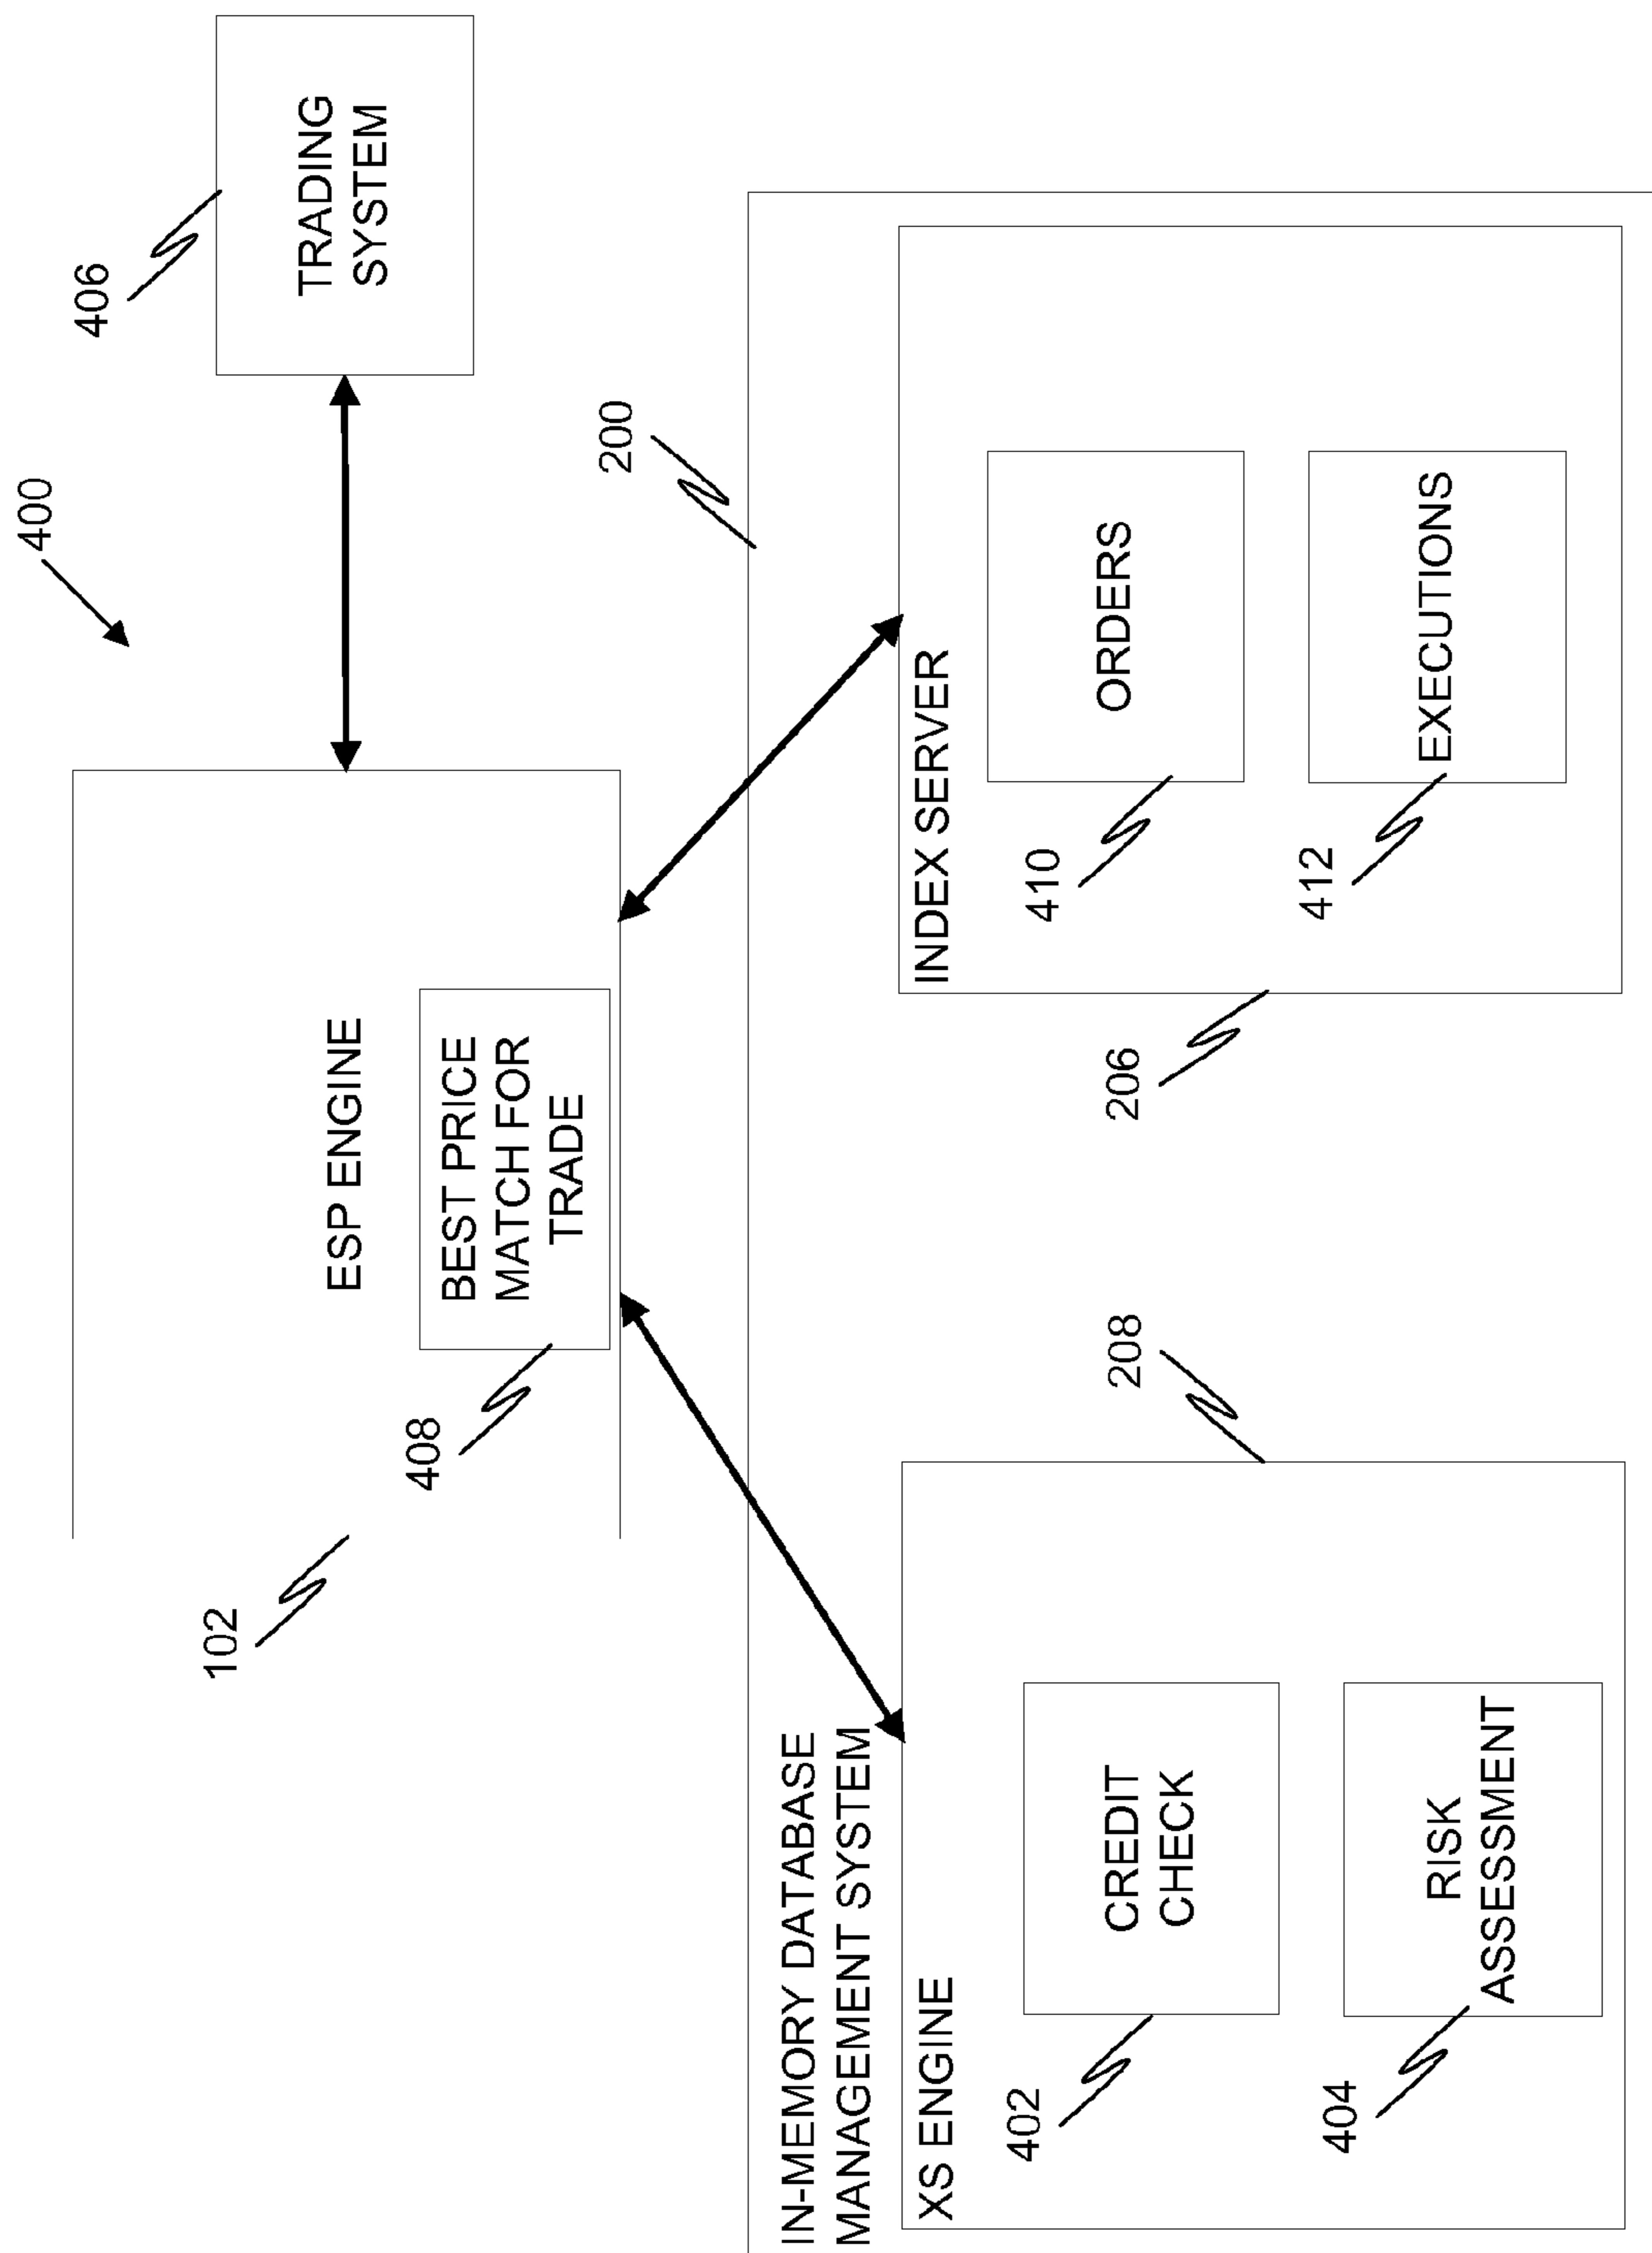 400
102
ESP ENGINE
406
TRADING
SYSTEM
408
BEST PRICE
MATCH FOR
TRADE
200
IN-MEMORY DATABASE
MANAGEMENT SYSTEM
XS ENGINE
208
402
CREDIT
CHECK
404
RISK
ASSESSMENT
INDEX SERVER
206
410
ORDERS
412
EXECUTIONS